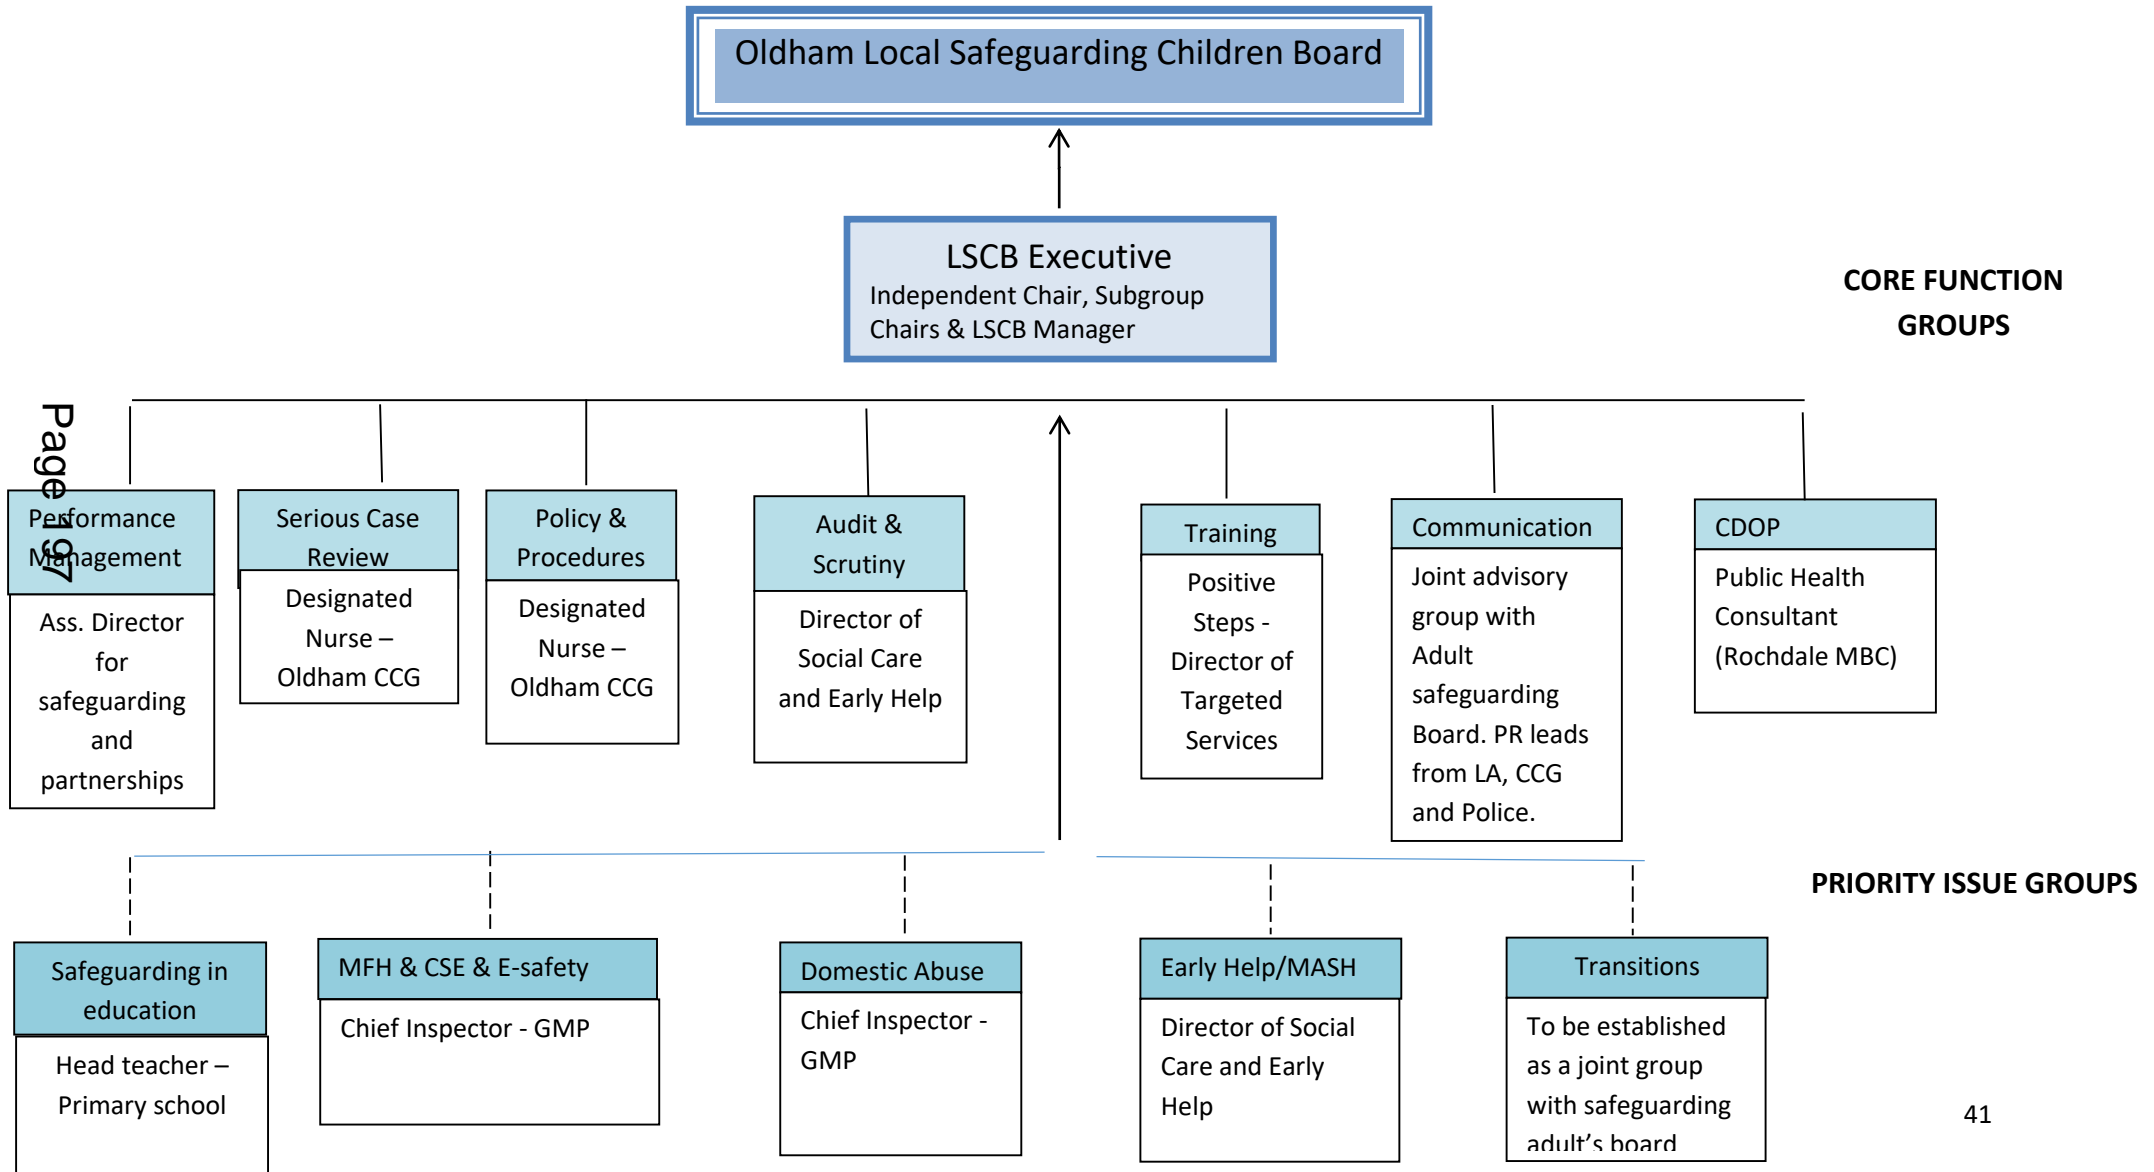 Oldham Local Safeguarding Children Board
LSCB Executive
Independent Chair, Subgroup
Chairs & LSCB Manager
CORE FUNCTION
GROUPS
Page 197
Performance
Management
Ass. Director
for
safeguarding
and
partnerships
Serious Case
Review
Designated
Nurse –
Oldham CCG
Policy &
Procedures
Designated
Nurse –
Oldham CCG
Audit &
Scrutiny
Director of
Social Care
and Early Help
Training
Positive
Steps -
Director of
Targeted
Services
Communication
Joint advisory
group with
Adult
safeguarding
Board. PR leads
from LA, CCG
and Police.
CDOP
Public Health
Consultant
(Rochdale MBC)
PRIORITY ISSUE GROUPS
Safeguarding in
education
Head teacher –
Primary school
MFH & CSE & E-safety
Chief Inspector - GMP
Domestic Abuse
Chief Inspector -
GMP
Early Help/MASH
Director of Social
Care and Early
Help
Transitions
To be established
as a joint group
with safeguarding
adult's board
41